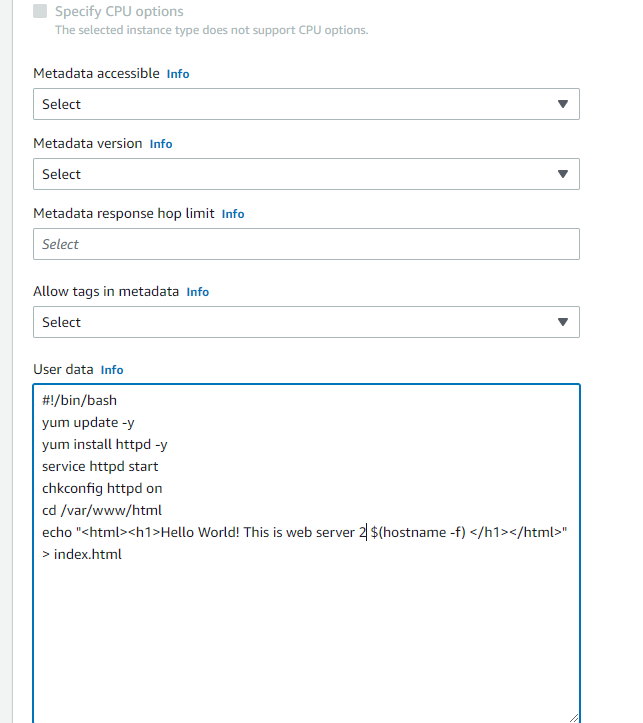 Specify CPU options
The selected instance type does not support CPU options.
Metadata accessible Info
Select
Metadata version Info
Select
Metadata response hop limit Info
Select
Allow tags in metadata Info
Select
User data Info
#!/bin/bash
yum update -y
yum install httpd -y
service httpd start
chkconfig httpd on
cd /var/www/html
echo "<html><h1>Hello World! This is web server 2 $(hostname -f) </h1></html>"
> index.html